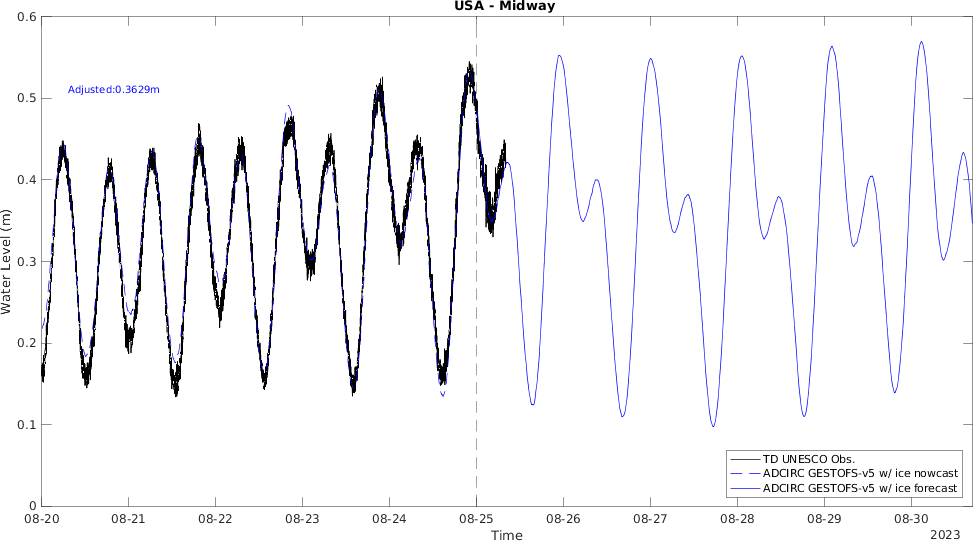 USA - Midway
0.6
0.5
0.4
0.3
0.2
0.1
0
Water Level (m)
Adjusted:0.3629m
TD UNESCO Obs.
ADCIRC GESTOFS-v5 w/ ice nowcast
ADCIRC GESTOFS-v5 w/ ice forecast
08-20 08-21 08-22 08-23 08-24 08-25 08-26 08-27 08-28 08-29 08-30
Time
2023